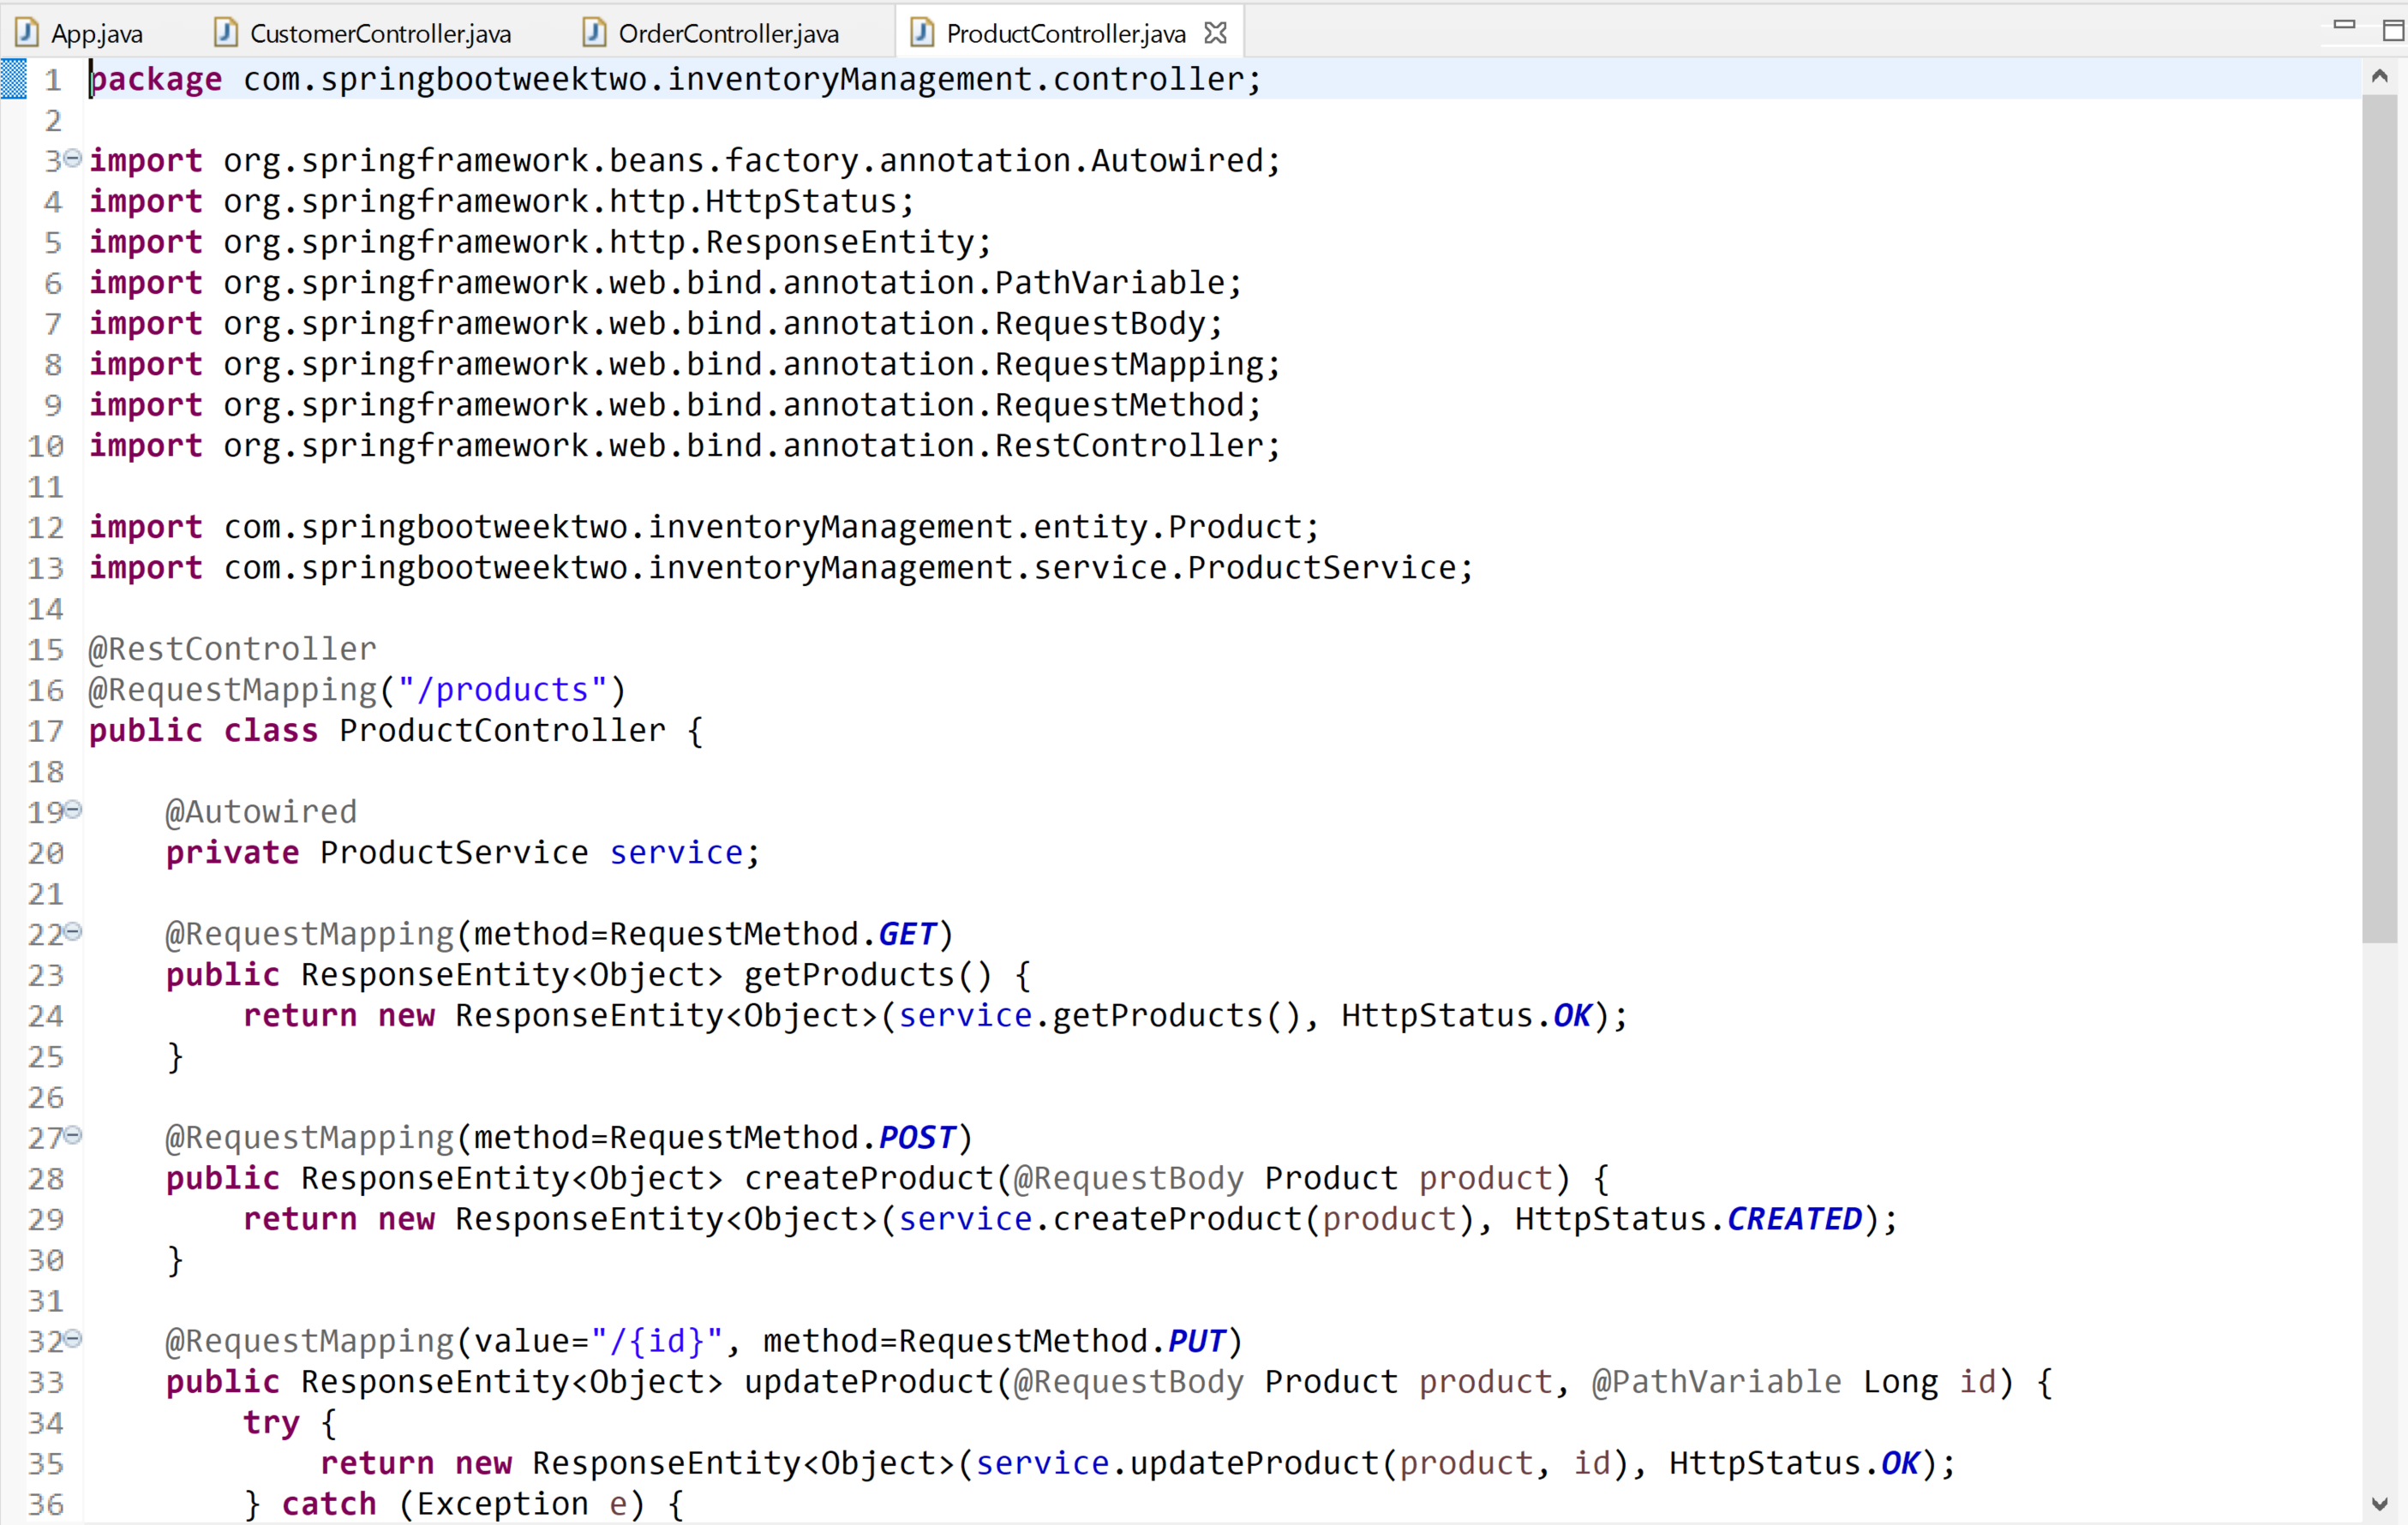 App.java CustomerController.java OrderController.java ProductController.java
1 package com.springbootweektwo.inventoryManagement.controller;
2
3 import org.springframework.beans.factory.annotation.Autowired;
4 import org.springframework.http.HttpStatus;
5 import org.springframework.http.ResponseEntity;
6 import org.springframework.web.bind.annotation.PathVariable;
7 import org.springframework.web.bind.annotation.RequestBody;
8 import org.springframework.web.bind.annotation.RequestMapping;
9 import org.springframework.web.bind.annotation.RequestMethod;
10 import org.springframework.web.bind.annotation.RestController;
11
12 import com.springbootweektwo.inventoryManagement.entity.Product;
13 import com.springbootweektwo.inventoryManagement.service.ProductService;
14
15 @RestController
16 @RequestMapping("/products")
17 public class ProductController {
18
19     @Autowired
20     private ProductService service;
21
22     @RequestMapping(method=RequestMethod.GET)
23     public ResponseEntity<Object> getProducts() {
24         return new ResponseEntity<Object>(service.getProducts(), HttpStatus.OK);
25     }
26
27     @RequestMapping(method=RequestMethod.POST)
28     public ResponseEntity<Object> createProduct(@RequestBody Product product) {
29         return new ResponseEntity<Object>(service.createProduct(product), HttpStatus.CREATED);
30     }
31
32     @RequestMapping(value="/{id}", method=RequestMethod.PUT)
33     public ResponseEntity<Object> updateProduct(@RequestBody Product product, @PathVariable Long id) {
34         try {
35             return new ResponseEntity<Object>(service.updateProduct(product, id), HttpStatus.OK);
36         } catch (Exception e) {